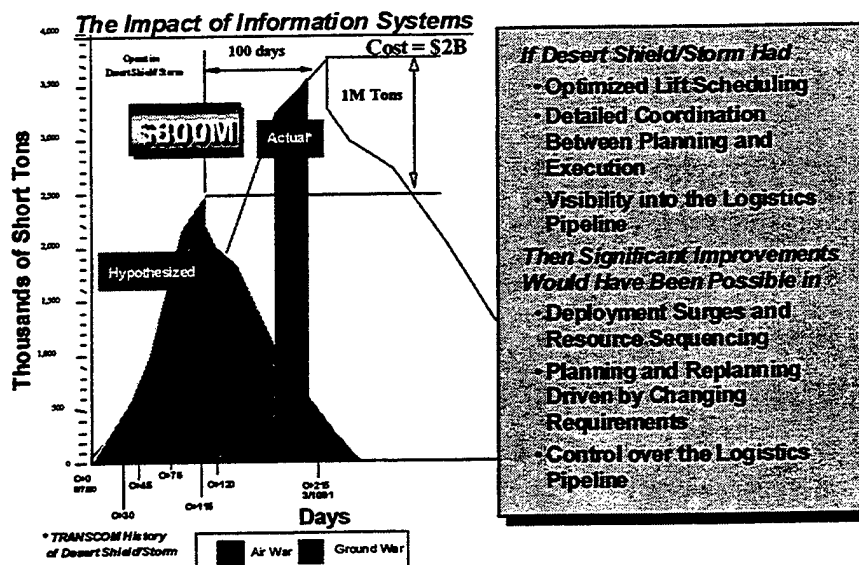 The Impact of Information Systems
4,000
3,500
3,000
2,500
2,000
1,500
1,000
500
0
Thousands of Short Tons
Operation
Desert Shield/Storm
100 days
Cost = $2B
1M Tons
$800M
Actual*
Hypothesized
C+0
C+30
C+45
C+75
C+115
C+120
C+215
Days
* TRANSCOM History
of Desert Shield/Storm
Air War
Ground War
If Desert Shield/Storm Had
• Optimized Lift Scheduling
• Detailed Coordination
Between Planning and
Execution
• Visibility into the Logistics
Pipeline
Then Significant Improvements
Would Have Been Possible in
• Deployment Surges and
Resource Sequencing
• Planning and Replanning
Driven by Changing
Requirements
• Control over the Logistics
Pipeline